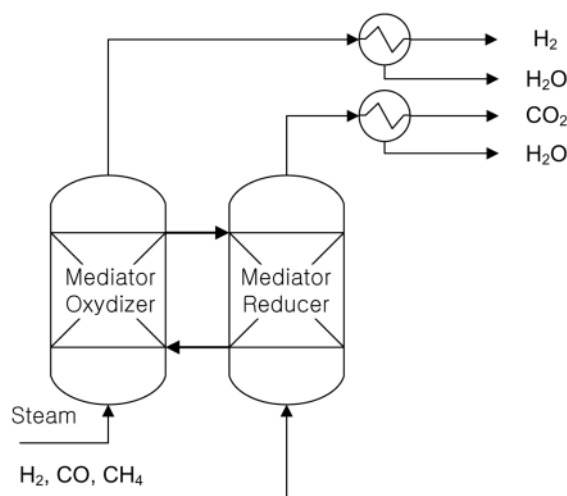 H₂
H₂O
CO₂
H₂O
Mediator
Oxydizer
Mediator
Reducer
Steam
H₂, CO, CH₄